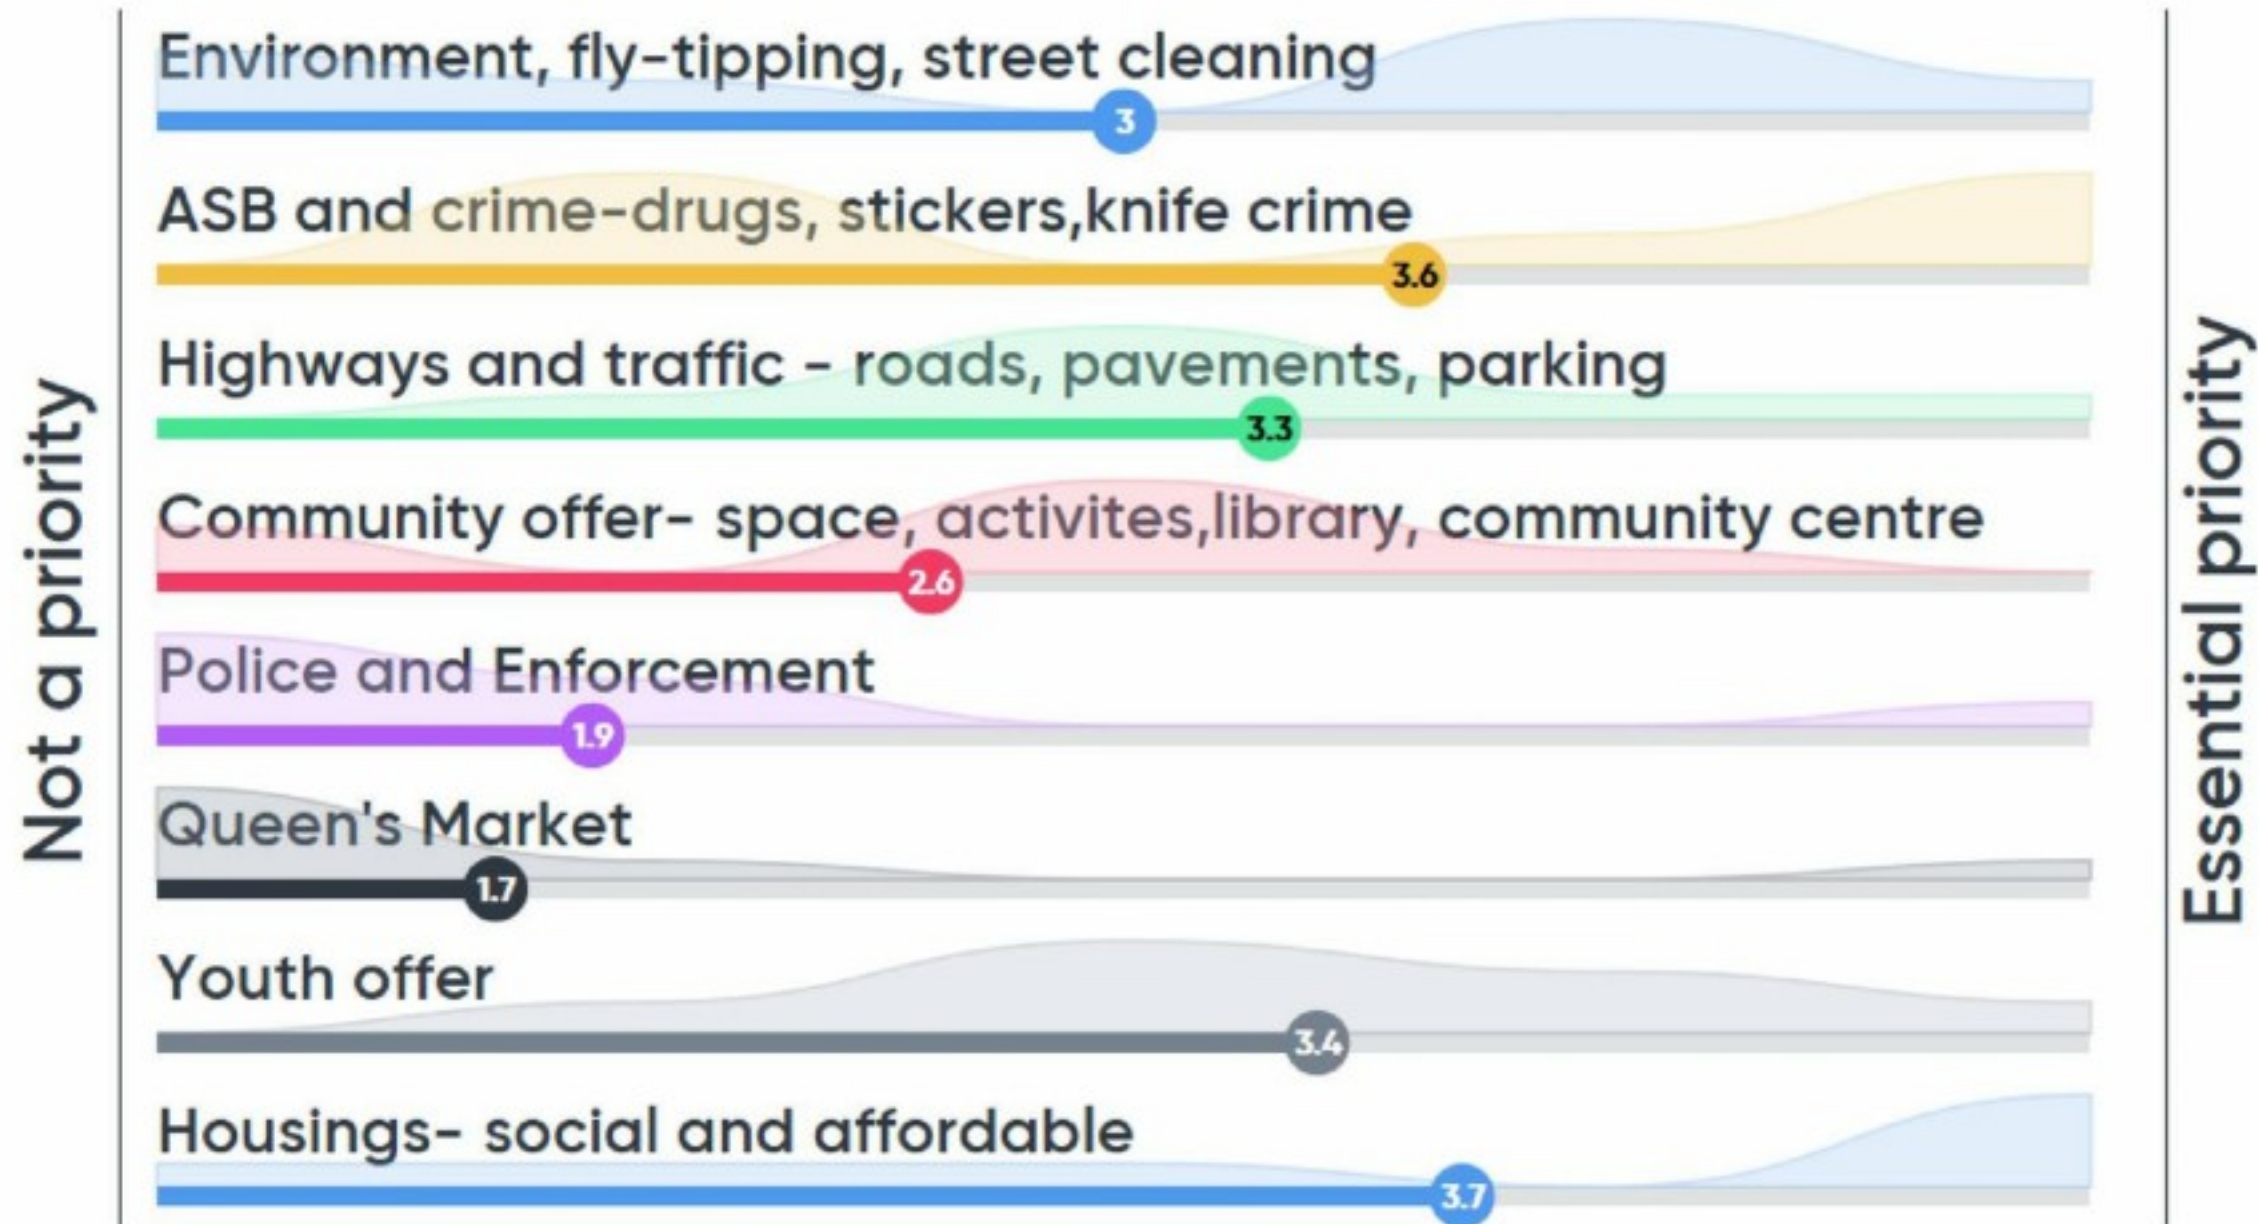 Not a priority
Environment, fly-tipping, street cleaning
3
ASB and crime-drugs, stickers,knife crime
3.6
Highways and traffic - roads, pavements, parking
3.3
Community offer- space, activites,library, community centre
2.6
Police and Enforcement
1.9
Queen's Market
1.7
Youth offer
3.4
Housings- social and affordable
3.7
Essential priority